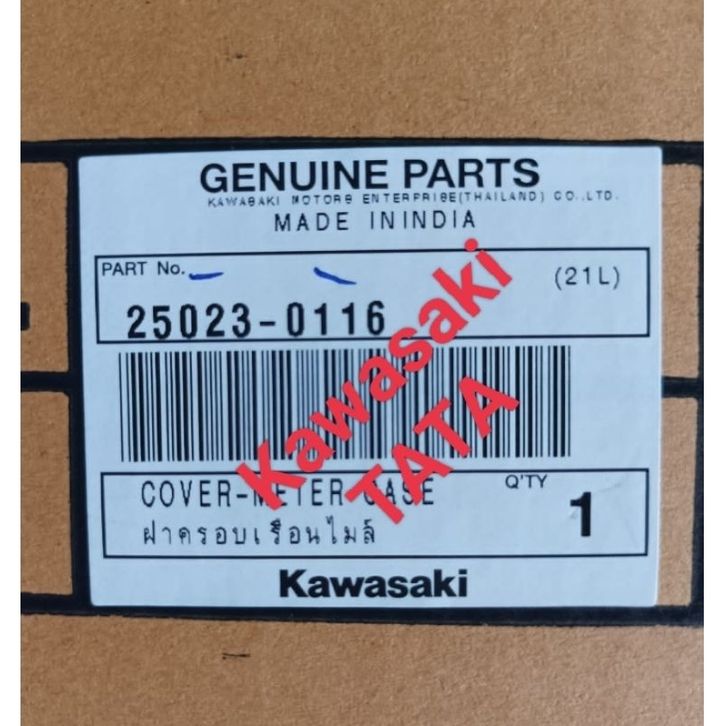 GENUINE PARTS
KAWASAKI MOTORS ENTERPRISE(THAILAND) CO.,LTD.
MADE ININDIA
PART No.
(21L)
25023-0116
Kawasaki
TATA
COVER-METER CASE
Q'TY
1
ฝาครอบเรือนไมล์
Kawasaki